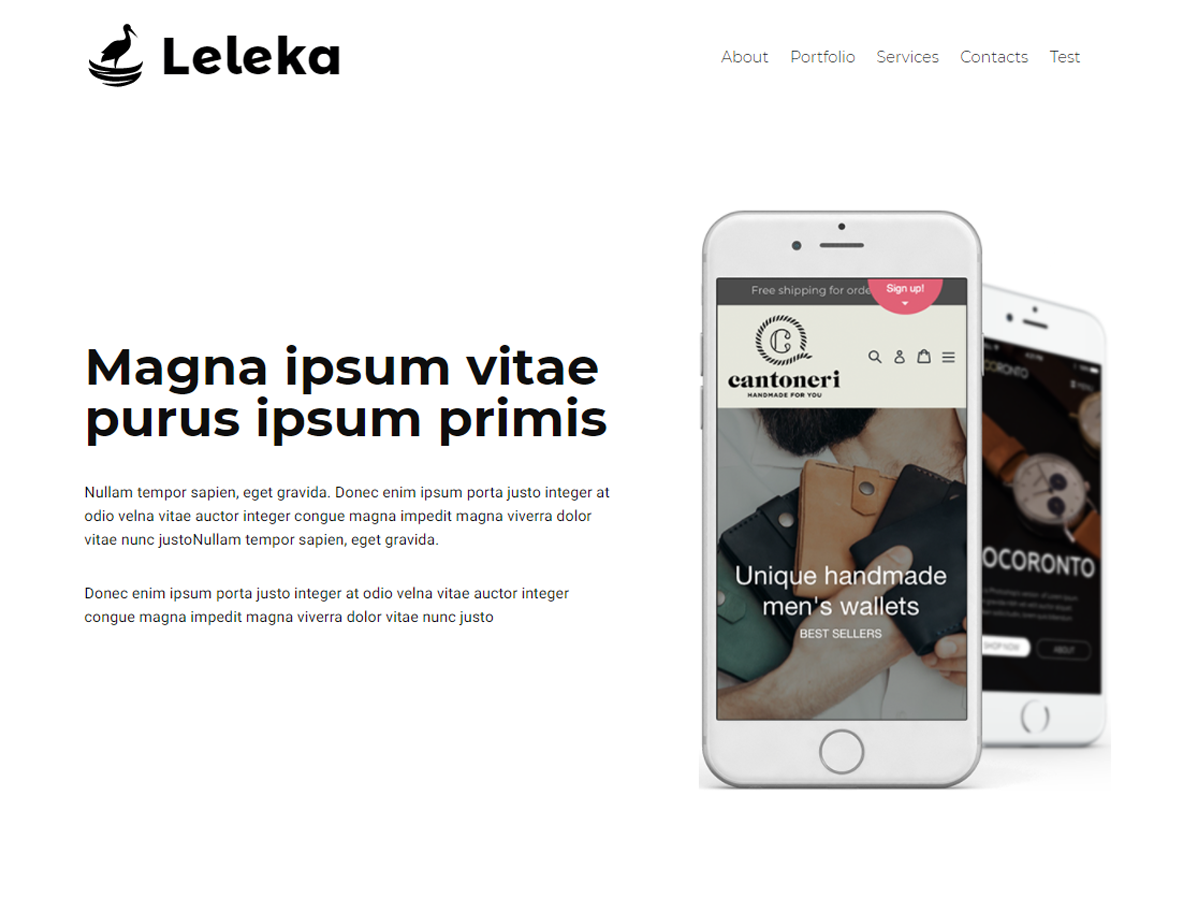 Leleka
About Portfolio Services Contacts Test
Magna ipsum vitae
purus ipsum primis
Nullam tempor sapien, eget gravida. Donec enim ipsum porta justo integer at
odio velna vitae auctor integer congue magna impedit magna viverra dolor
vitae nunc justoNullam tempor sapien, eget gravida.
Donec enim ipsum porta justo integer at odio velna vitae auctor integer
congue magna impedit magna viverra dolor vitae nunc justo
Free shipping for orde
Sign up!
C
cantoneri
HANDMADE FOR YOU
Unique handmade
men's wallets
BEST SELLERS
CORONTO
MENU
OCORONTO
SHOP NOW ABOUT